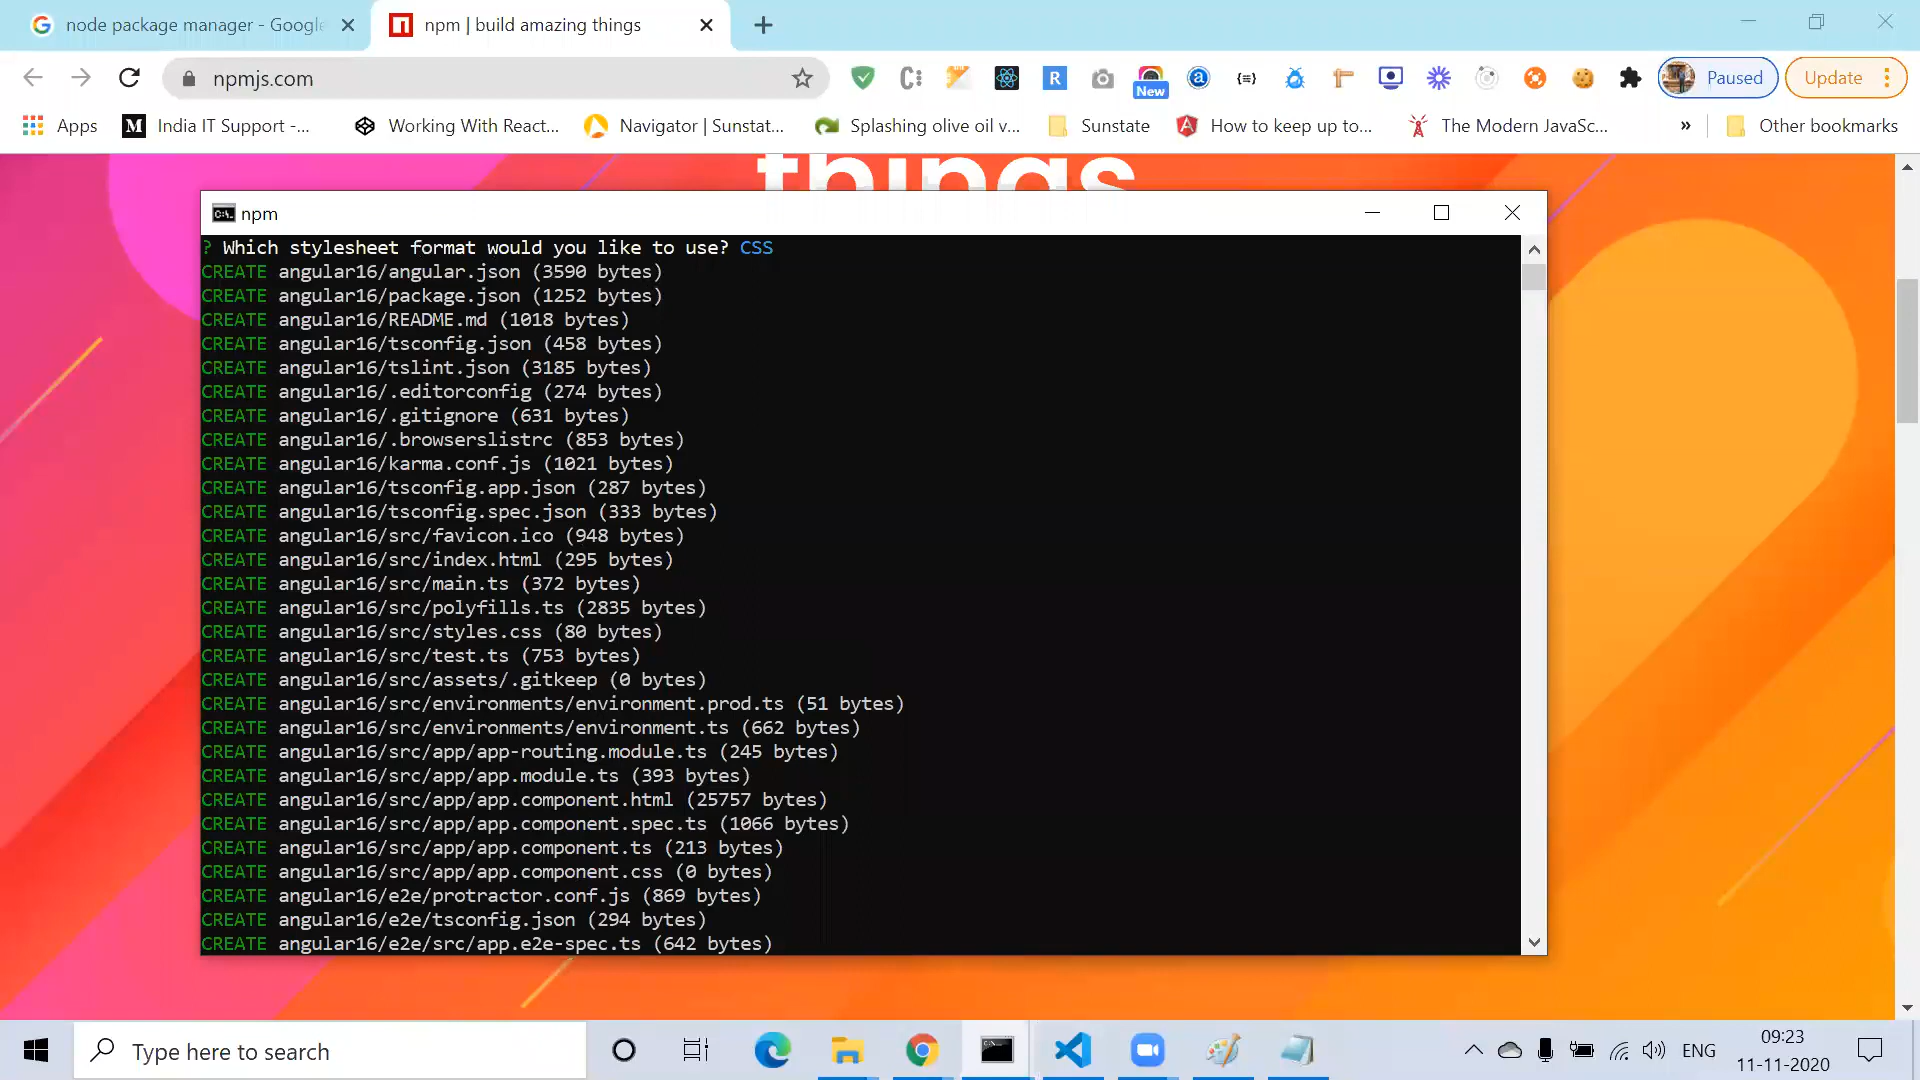 node package manager - Google
npm | build amazing things
npmjs.com
New
Paused
Update
Apps
India IT Support -...
Working With React...
Navigator | Sunstat...
Splashing olive oil v...
Sunstate
How to keep up to...
The Modern JavaSc...
»
Other bookmarks
things
npm
? Which stylesheet format would you like to use? CSS
CREATE angular16/angular.json (3590 bytes)
CREATE angular16/package.json (1252 bytes)
CREATE angular16/README.md (1018 bytes)
CREATE angular16/tsconfig.json (458 bytes)
CREATE angular16/tslint.json (3185 bytes)
CREATE angular16/.editorconfig (274 bytes)
CREATE angular16/.gitignore (631 bytes)
CREATE angular16/.browserslistrc (853 bytes)
CREATE angular16/karma.conf.js (1021 bytes)
CREATE angular16/tsconfig.app.json (287 bytes)
CREATE angular16/tsconfig.spec.json (333 bytes)
CREATE angular16/src/favicon.ico (948 bytes)
CREATE angular16/src/index.html (295 bytes)
CREATE angular16/src/main.ts (372 bytes)
CREATE angular16/src/polyfills.ts (2835 bytes)
CREATE angular16/src/styles.css (80 bytes)
CREATE angular16/src/test.ts (753 bytes)
CREATE angular16/src/assets/.gitkeep (0 bytes)
CREATE angular16/src/environments/environment.prod.ts (51 bytes)
CREATE angular16/src/environments/environment.ts (662 bytes)
CREATE angular16/src/app/app-routing.module.ts (245 bytes)
CREATE angular16/src/app/app.module.ts (393 bytes)
CREATE angular16/src/app/app.component.html (25757 bytes)
CREATE angular16/src/app/app.component.spec.ts (1066 bytes)
CREATE angular16/src/app/app.component.ts (213 bytes)
CREATE angular16/src/app/app.component.css (0 bytes)
CREATE angular16/e2e/protractor.conf.js (869 bytes)
CREATE angular16/e2e/tsconfig.json (294 bytes)
CREATE angular16/e2e/src/app.e2e-spec.ts (642 bytes)
Type here to search
ENG
09:23
11-11-2020